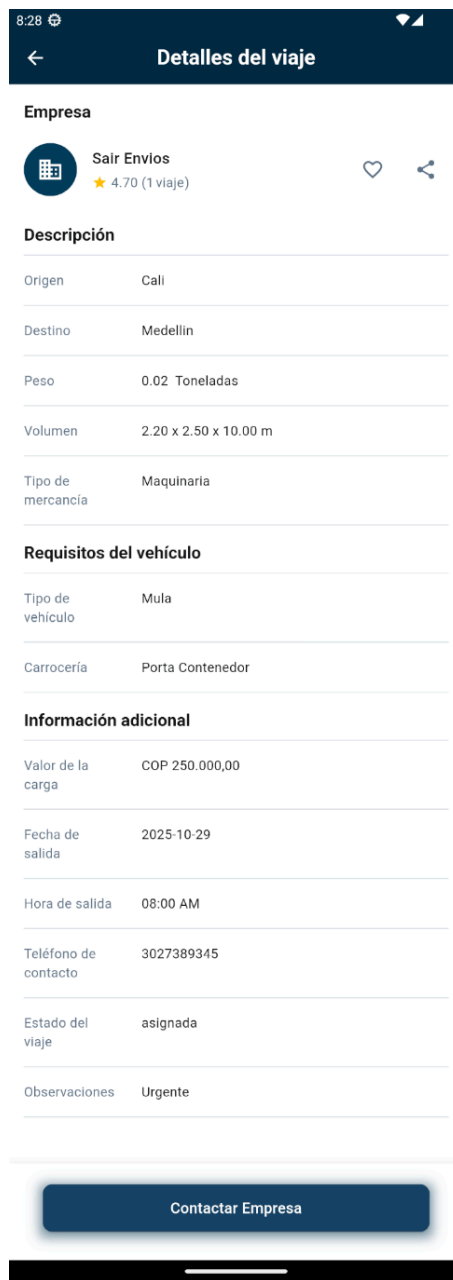 8:28
Detalles del viaje
Empresa
Sair Envios
4.70 (1 viaje)
Descripción
Origen Cali
Destino Medellin
Peso 0.02 Toneladas
Volumen 2.20 x 2.50 x 10.00 m
Tipo de Maquinaria
mercancía
Requisitos del vehículo
Tipo de Mula
vehículo
Carrocería Porta Contenedor
Información adicional
Valor de la COP 250.000,00
carga
Fecha de 2025-10-29
salida
Hora de salida 08:00 AM
Teléfono de 3027389345
contacto
Estado del asignada
viaje
Observaciones Urgente
Contactar Empresa